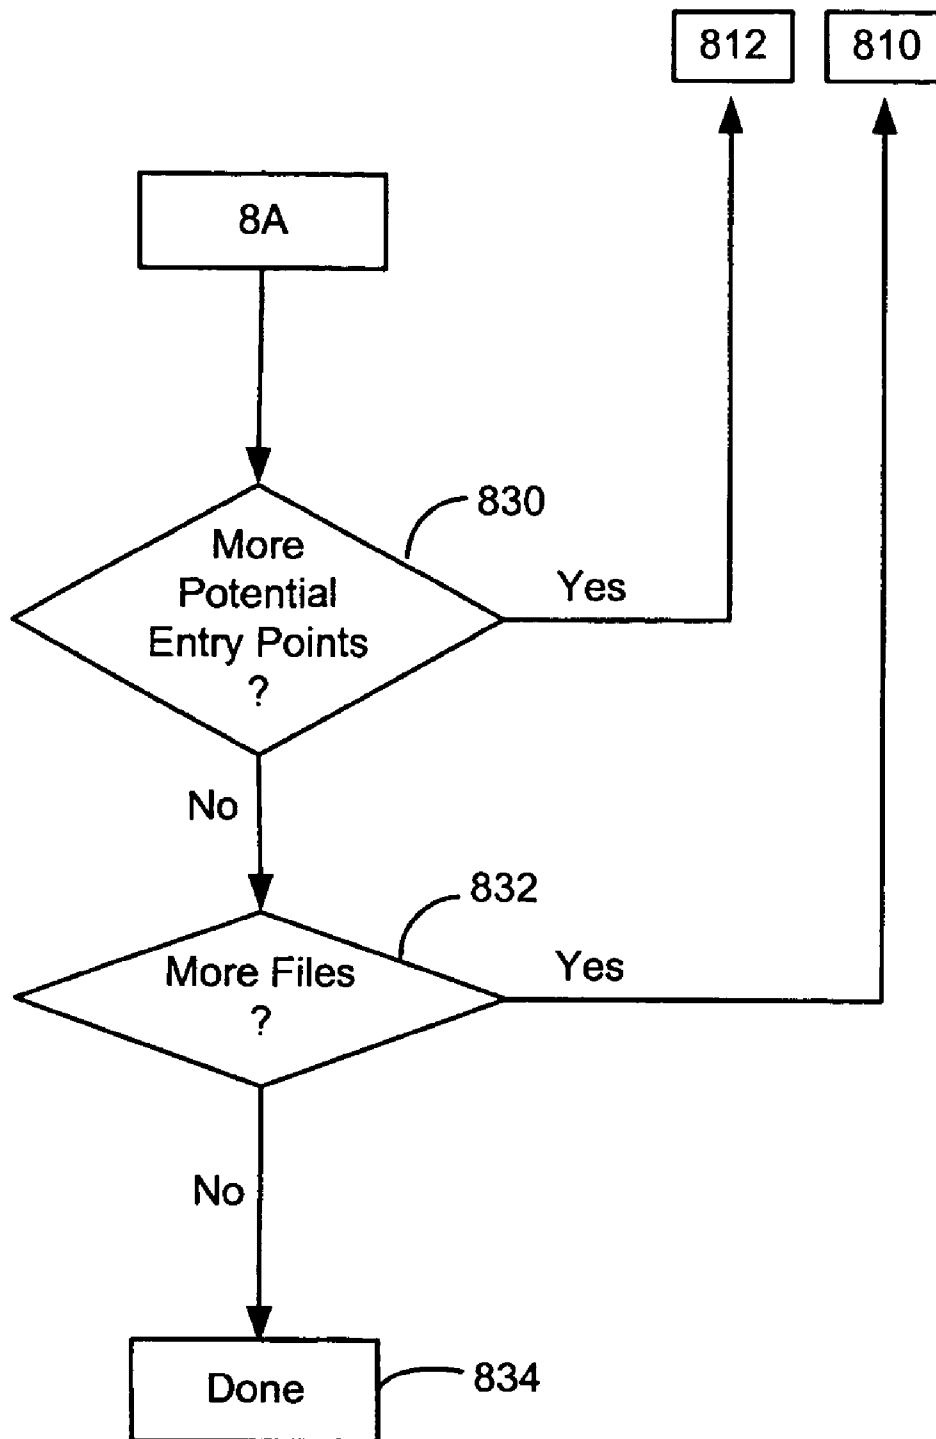 812
810
8A
830
More
Potential
Entry Points
?
Yes
No
832
More Files
?
Yes
No
Done
834